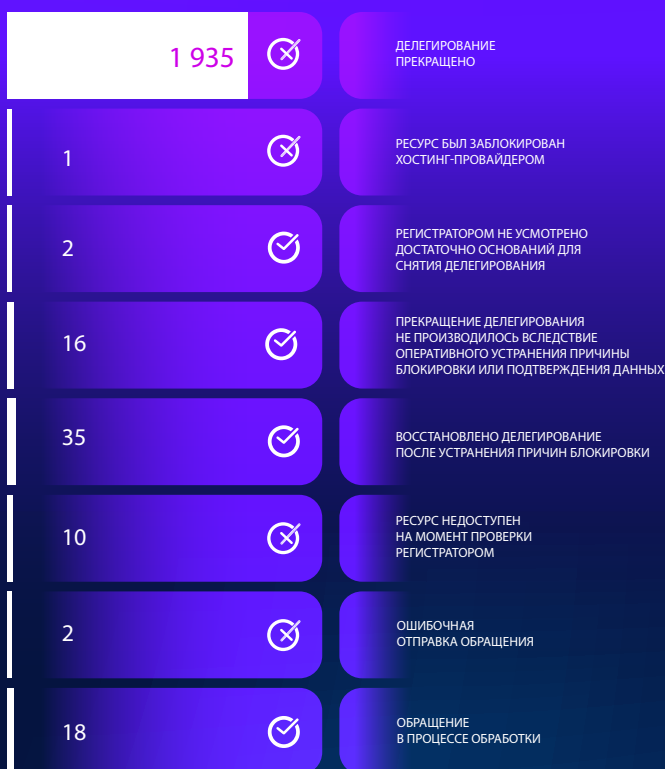 1 935
ДЕЛЕГИРОВАНИЕ
ПРЕКРАЩЕНО
1
РЕСУРС БЫЛ ЗАБЛОКИРОВАН
ХОСТИНГ-ПРОВАЙДЕРОМ
2
РЕГИСТРАТОРОМ НЕ УСМОТРЕНО
ДОСТАТОЧНО ОСНОВАНИЙ ДЛЯ
СНЯТИЯ ДЕЛЕГИРОВАНИЯ
16
ПРЕКРАЩЕНИЕ ДЕЛЕГИРОВАНИЯ
НЕ ПРОИЗВОДИЛОСЬ ВСЛЕДСТВИЕ
ОПЕРАТИВНОГО УСТРАНЕНИЯ ПРИЧИНЫ
БЛОКИРОВКИ ИЛИ ПОДТВЕРЖДЕНИЯ ДАННЫХ
35
ВОССТАНОВЛЕНО ДЕЛЕГИРОВАНИЕ
ПОСЛЕ УСТРАНЕНИЯ ПРИЧИН БЛОКИРОВКИ
10
РЕСУРС НЕДОСТУПЕН
НА МОМЕНТ ПРОВЕРКИ
РЕГИСТРАТОРОМ
2
ОШИБОЧНАЯ
ОТПРАВКА ОБРАЩЕНИЯ
18
ОБРАЩЕНИЕ
В ПРОЦЕССЕ ОБРАБОТКИ